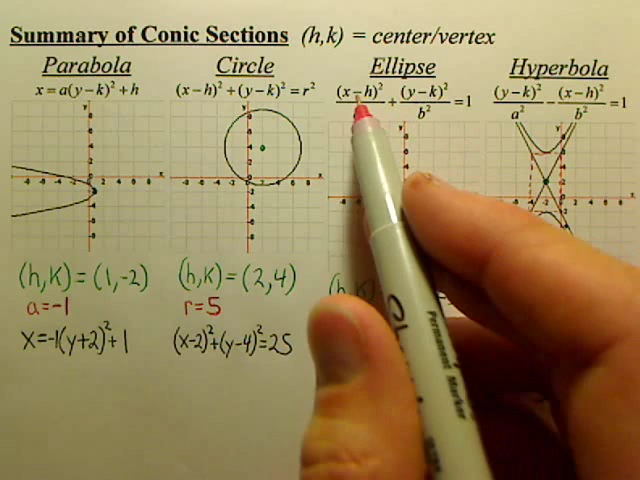 Summary of Conic Sections (h,k) = center/vertex
Parabola
x = a(y−k)² + h
(h,k) = (1,-2)
a=-1
x=-1(y+2)²+1
Circle
(x−h)² + (y−k)² = r²
(h,k) = (2,4)
r=5
(x-2)²+(y-4)²=25
Ellipse
(x−h)² + (y−k)²/b² = 1
(h,k)
Hyperbola
(y−k)²/a² − (x−h)²/b² = 1
Permanent Marker